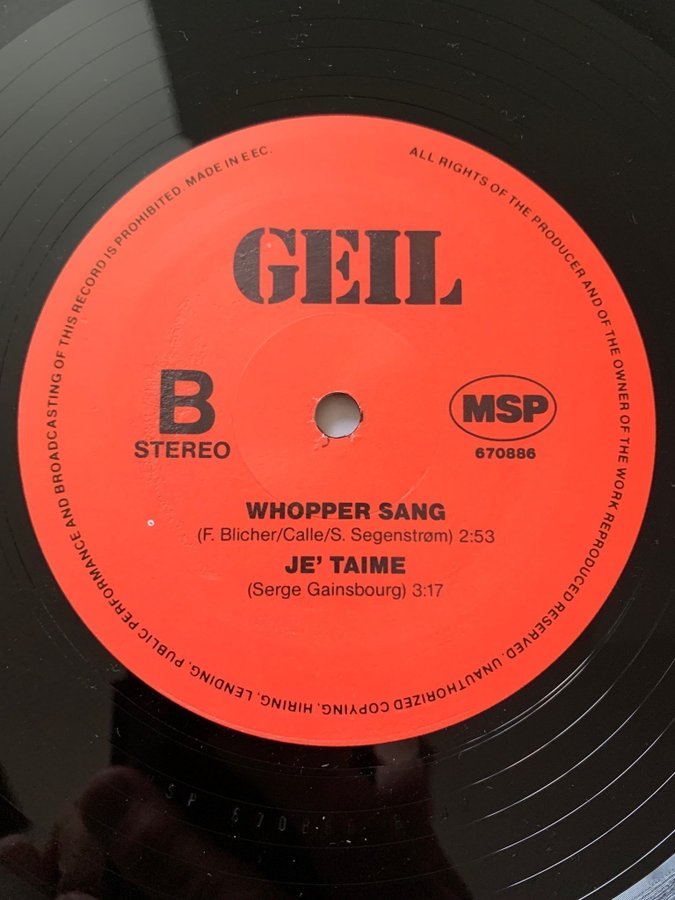 GEIL
B
STEREO
MSP
670886
WHOPPER SANG
(F. Blicher/Calle/S. Segenstrøm) 2:53
JE' TAIME
(Serge Gainsbourg) 3:17
ALL RIGHTS OF THE PRODUCER AND OF THE OWNER OF THE WORK REPRODUCED RESERVED. UNAUTHORIZED COPYING, HIRING, LENDING, PUBLIC PERFORMANCE AND BROADCASTING OF THIS RECORD IS PROHIBITED. MADE IN EEC.